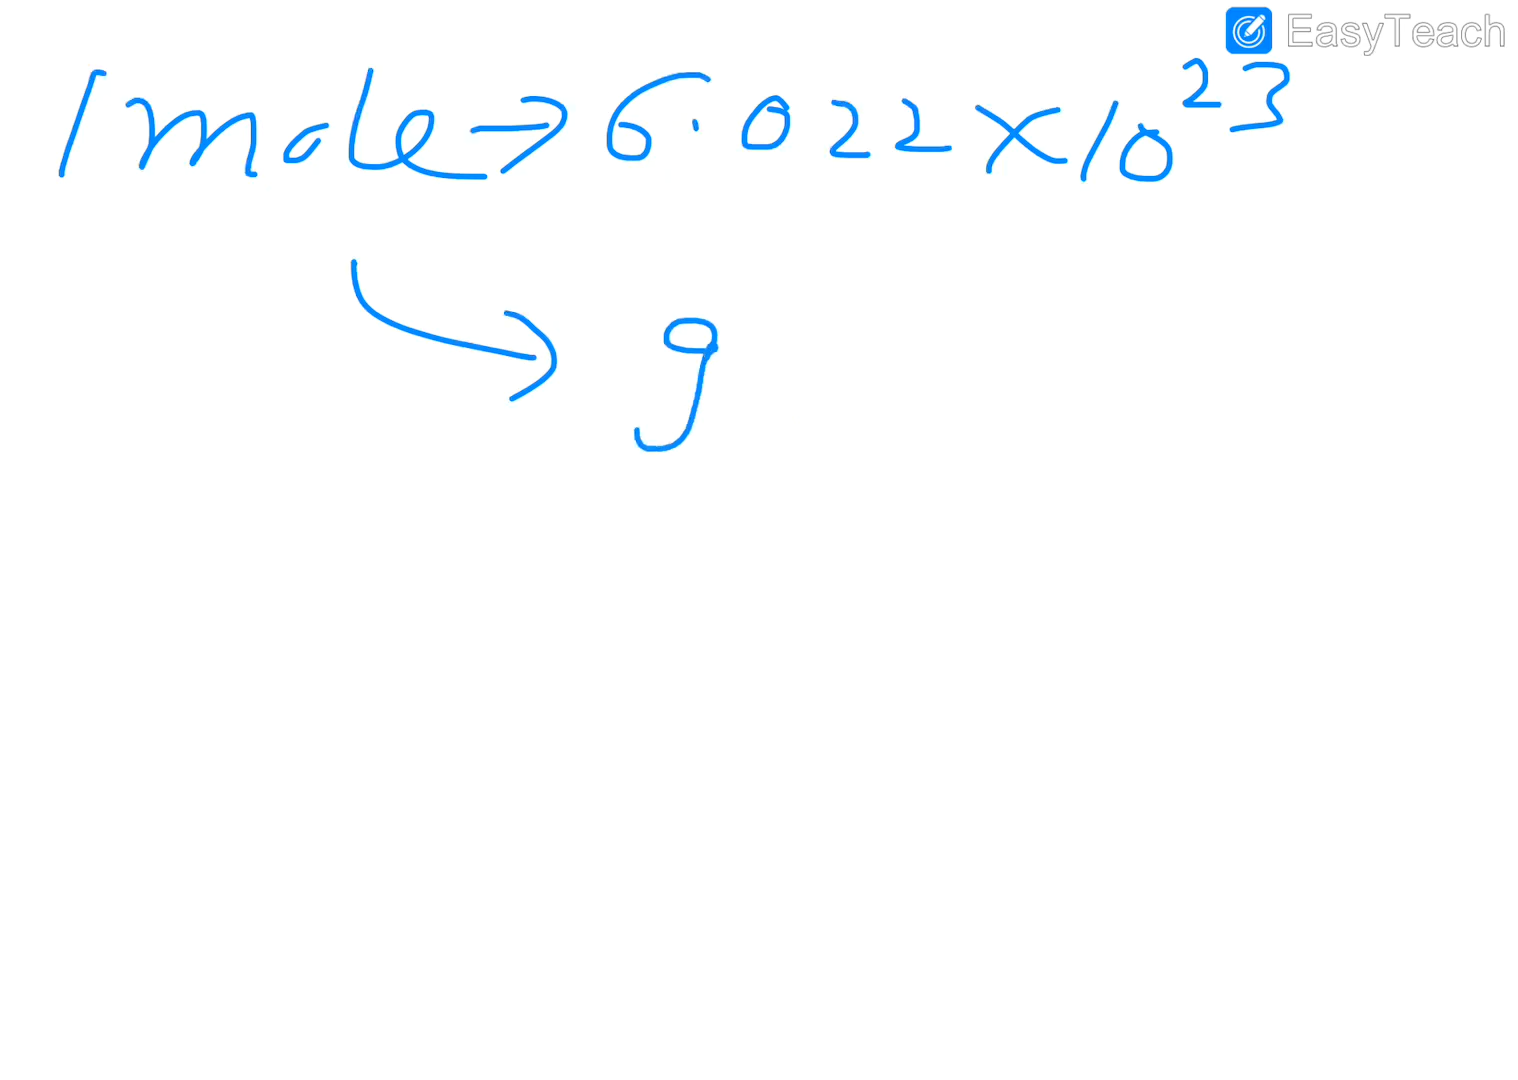 EasyTeach
1 mole → 6.022 × 10²³
→ g